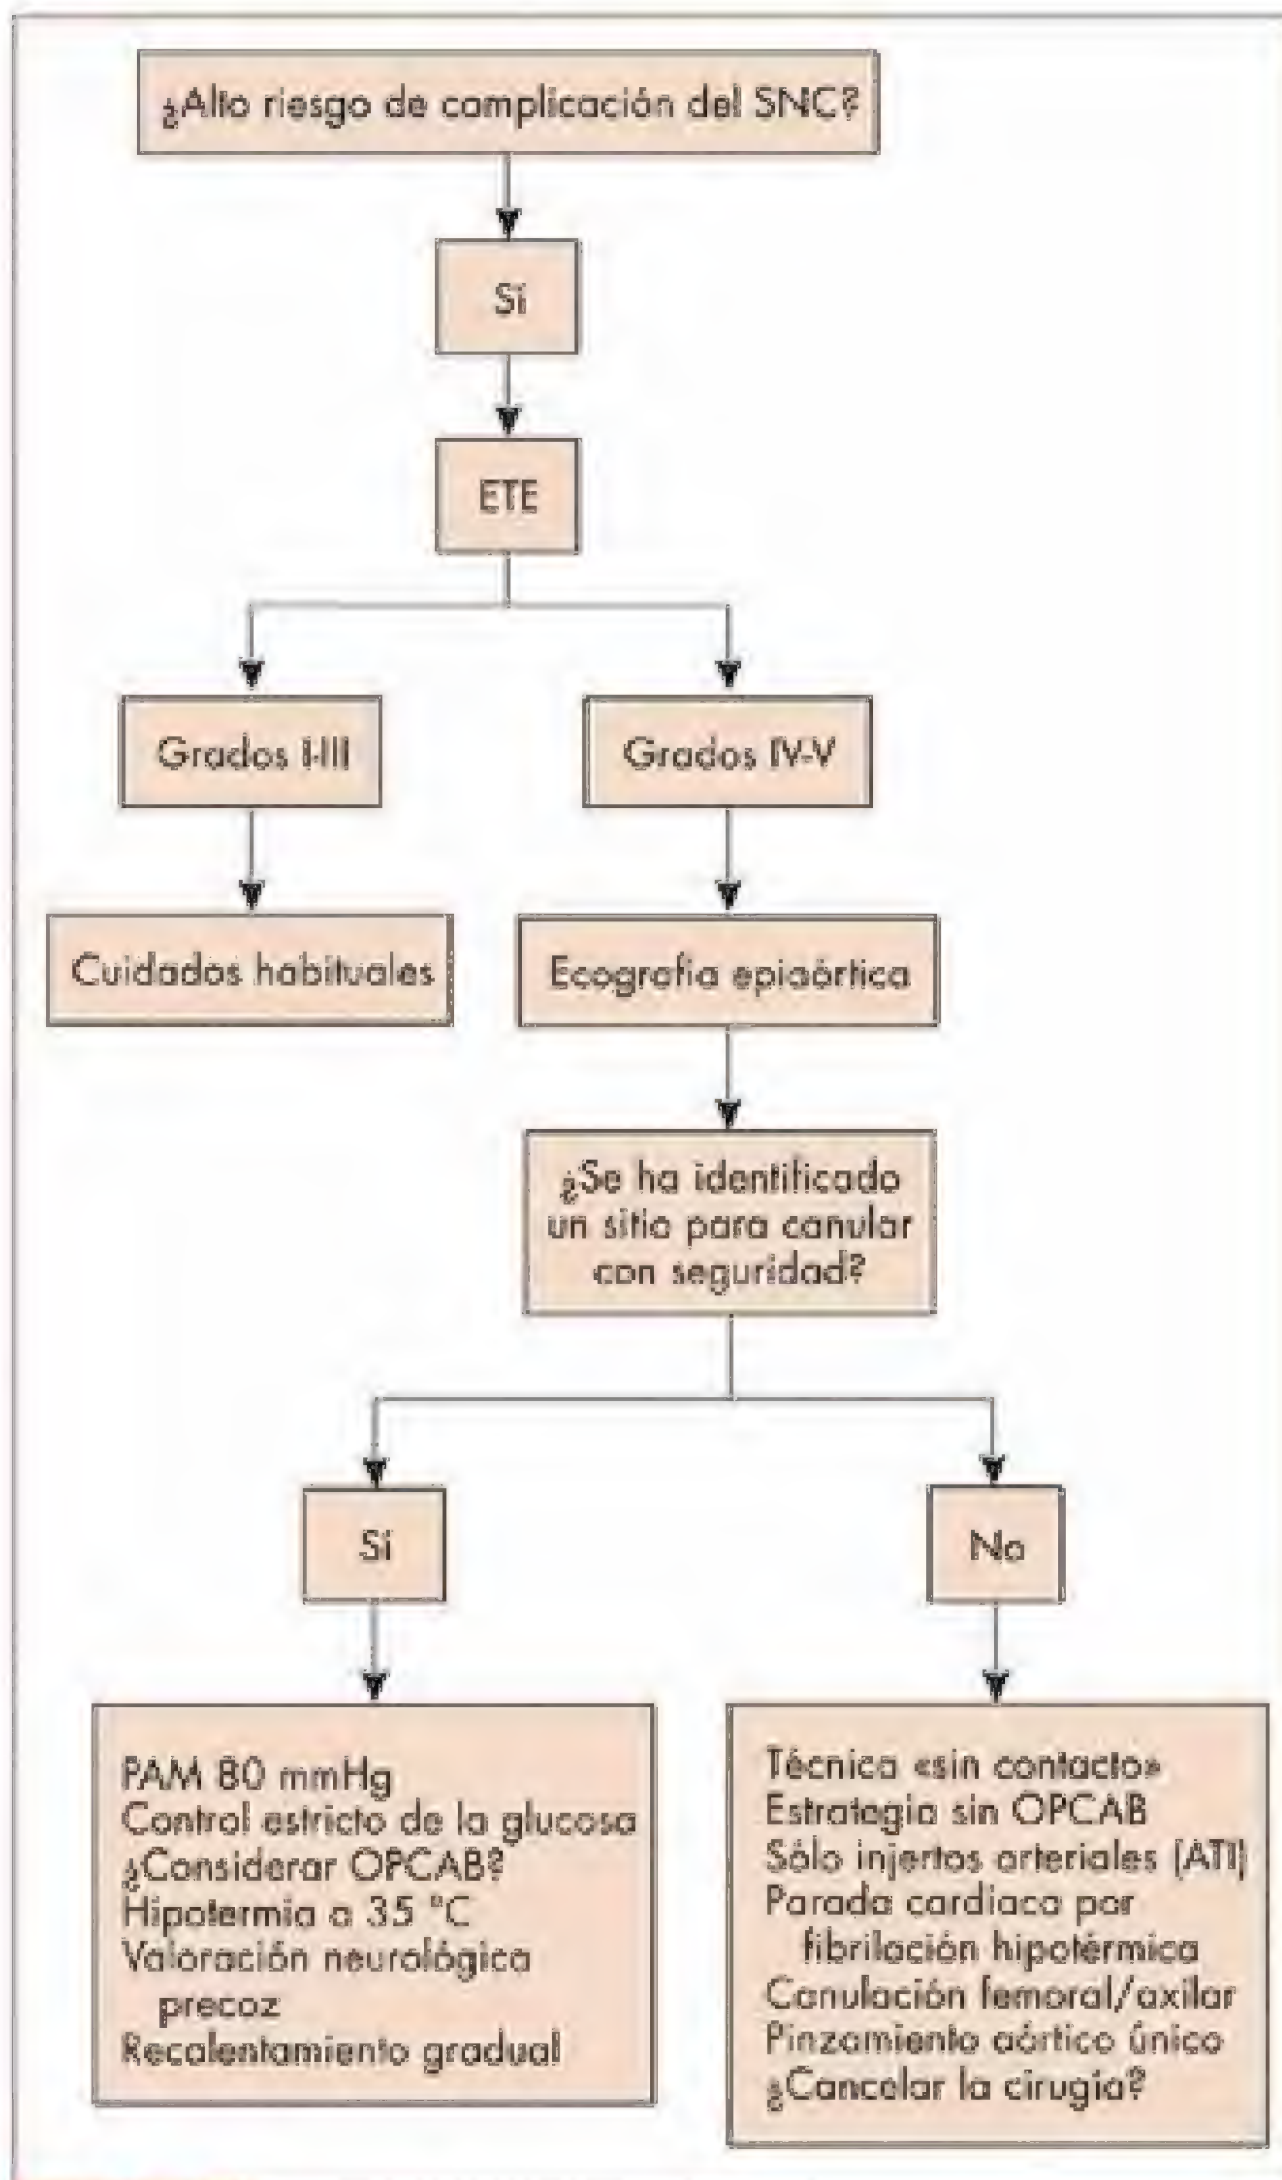 ¿Alto riesgo de complicación del SNC?
Sí
ETE
Grados I-III
Grados IV-V
Cuidados habituales
Ecografía epiaórtica
¿Se ha identificado
un sitio para canular
con seguridad?
Sí
No
PAM 80 mmHg
Control estricto de la glucosa
¿Considerar OPCAB?
Hipotermia a 35 °C
Valoración neurológica
precoz
Recalentamiento gradual
Técnica «sin contacto»
Estrategia sin OPCAB
Sólo injertos arteriales (ATI)
Parada cardiaca por
fibrilación hipotérmica
Canulación femoral/axilar
Pinzamiento aórtico único
¿Cancelar la cirugía?